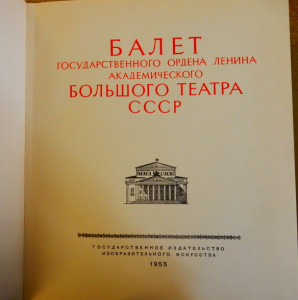 БАЛЕТ
ГОСУДАРСТВЕННОГО ОРДЕНА ЛЕНИНА
АКАДЕМИЧЕСКОГО
БОЛЬШОГО ТЕАТРА
СССР
ГОСУДАРСТВЕННОЕ ИЗДАТЕЛЬСТВО
ИЗОБРАЗИТЕЛЬНОГО ИСКУССТВА
1955